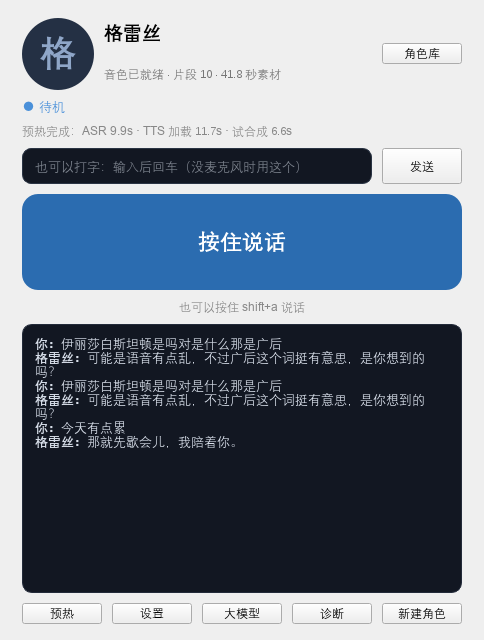 格
格雷丝
音色已就绪 · 片段 10 · 41.8 秒素材
角色库
待机
预热完成：ASR 9.9s · TTS 加载 11.7s · 试合成 6.6s
也可以打字：输入后回车（没麦克风时用这个）
发送
按住说话
也可以按住 shift+a 说话
你：伊丽莎白斯坦顿是吗对是什么那是广后
格雷丝：可能是语音有点乱，不过广后这个词挺有意思，是你想到的
吗？
你：伊丽莎白斯坦顿是吗对是什么那是广后
格雷丝：可能是语音有点乱，不过广后这个词挺有意思，是你想到的
吗？
你：今天有点累
格雷丝：那就先歇会儿，我陪着你。
预热
设置
大模型
诊断
新建角色